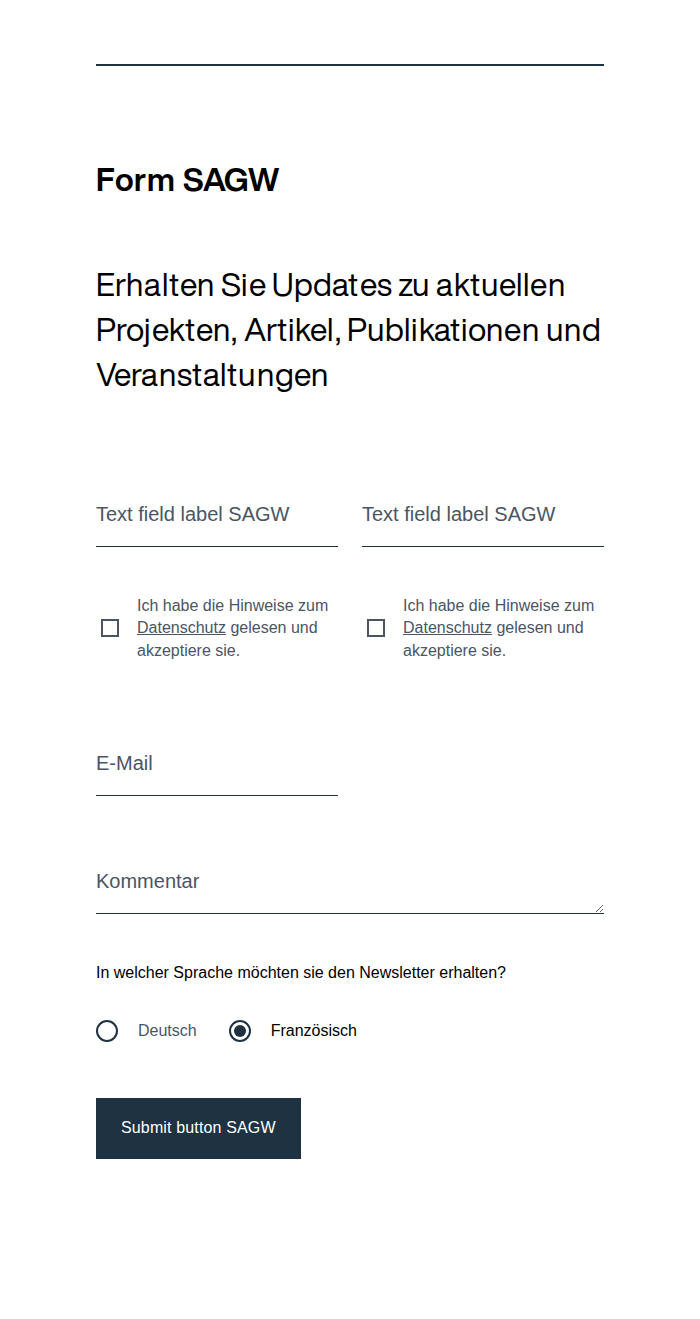 Form SAGW
Erhalten Sie Updates zu aktuellen
Projekten, Artikel, Publikationen und
Veranstaltungen
Text field label SAGW
Text field label SAGW
Ich habe die Hinweise zum
Datenschutz gelesen und
akzeptiere sie.
Ich habe die Hinweise zum
Datenschutz gelesen und
akzeptiere sie.
E-Mail
Kommentar
In welcher Sprache möchten sie den Newsletter erhalten?
Deutsch
Französisch
Submit button SAGW